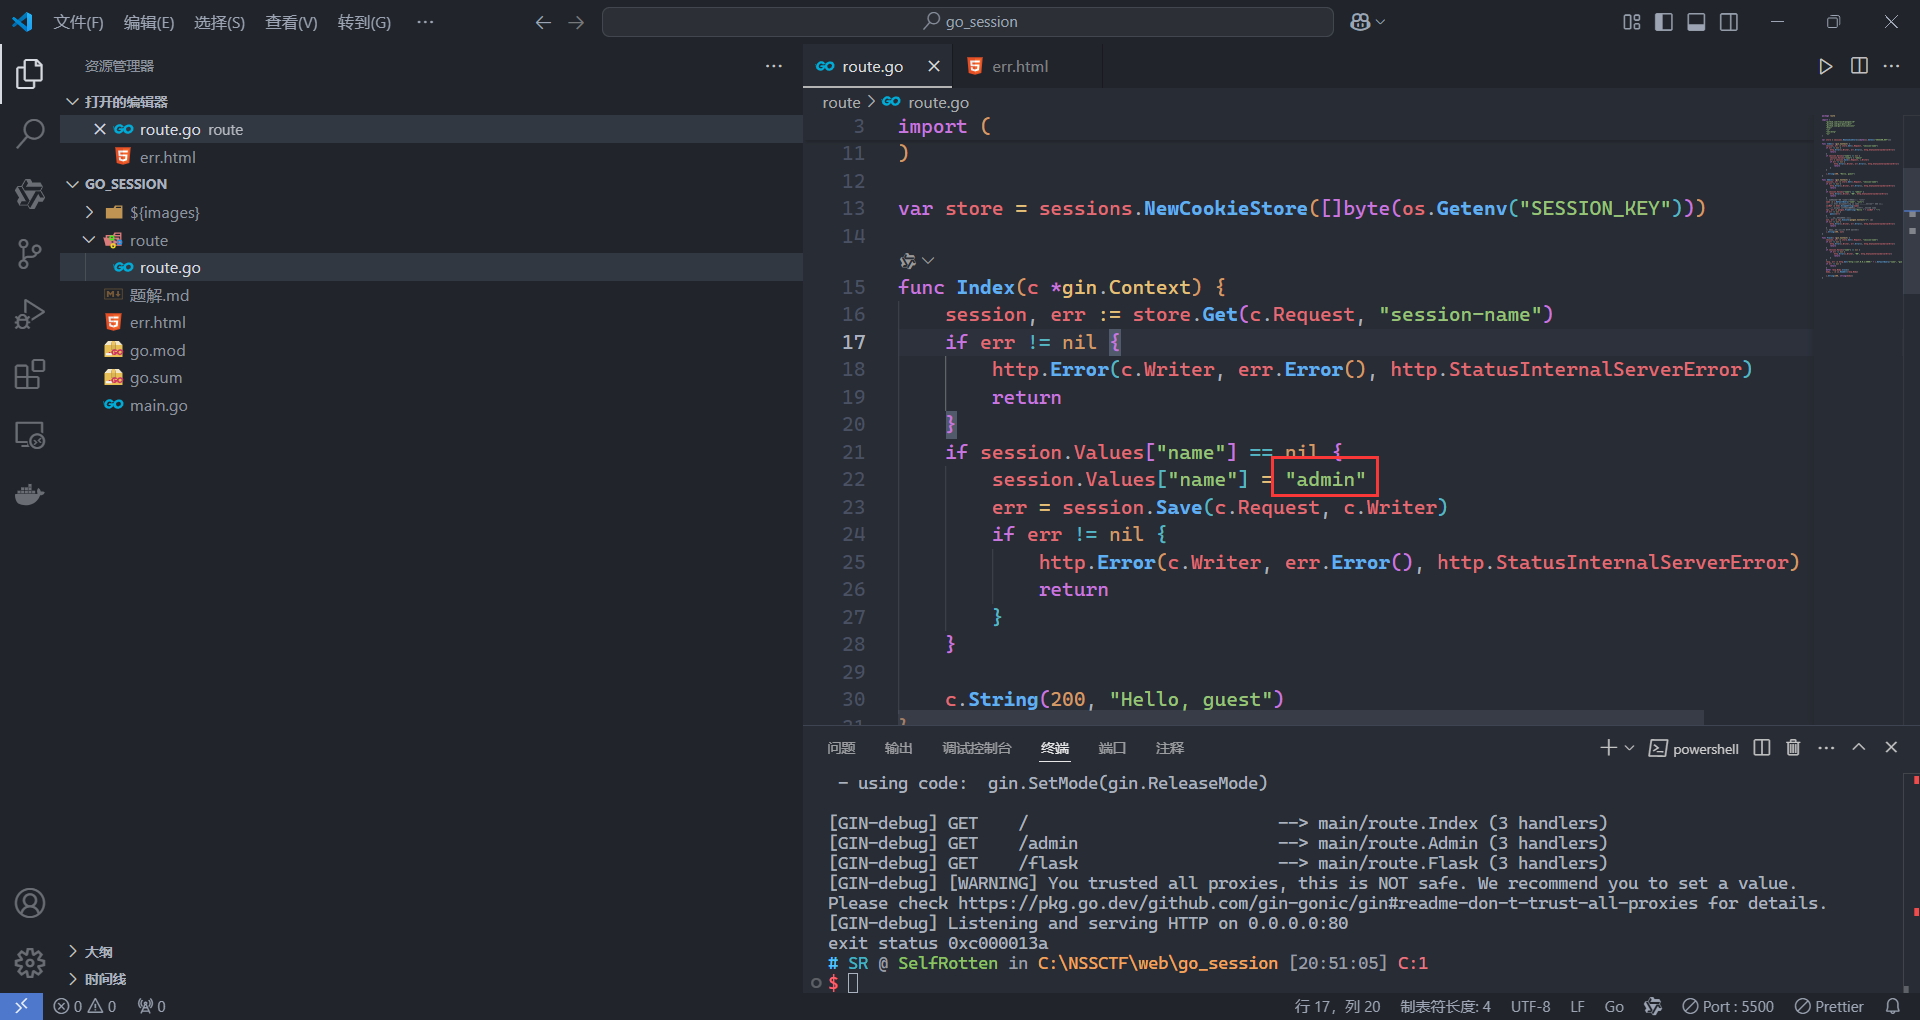 文件(F) 编辑(E) 选择(S) 查看(V) 转到(G) ··· go_session
资源管理器 ···
打开的编辑器
route.go route
err.html
GO_SESSION
${images}
route
route.go
题解.md
err.html
go.mod
go.sum
main.go
大纲
时间线
route.go err.html
route > route.go
3 import (
11 )
12
13 var store = sessions.NewCookieStore([]byte(os.Getenv("SESSION_KEY")))
14
15 func Index(c *gin.Context) {
16 session, err := store.Get(c.Request, "session-name")
17 if err != nil {
18 http.Error(c.Writer, err.Error(), http.StatusInternalServerError)
19 return
20 }
21 if session.Values["name"] == nil {
22 session.Values["name"] = "admin"
23 err = session.Save(c.Request, c.Writer)
24 if err != nil {
25 http.Error(c.Writer, err.Error(), http.StatusInternalServerError)
26 return
27 }
28 }
29
30 c.String(200, "Hello, guest")
31 }
问题 输出 调试控制台 终端 端口 注释 powershell
- using code:  gin.SetMode(gin.ReleaseMode)
[GIN-debug] GET    /                         --> main/route.Index (3 handlers)
[GIN-debug] GET    /admin                    --> main/route.Admin (3 handlers)
[GIN-debug] GET    /flask                    --> main/route.Flask (3 handlers)
[GIN-debug] [WARNING] You trusted all proxies, this is NOT safe. We recommend you to set a value.
Please check https://pkg.go.dev/github.com/gin-gonic/gin#readme-don-t-trust-all-proxies for details.
[GIN-debug] Listening and serving HTTP on 0.0.0.0:80
exit status 0xc000013a
# SR @ SelfRotten in C:\NSSCTF\web\go_session [20:51:05] C:1
$
0 0 0 行 17，列 20 制表符长度: 4 UTF-8 LF Go Port : 5500 Prettier